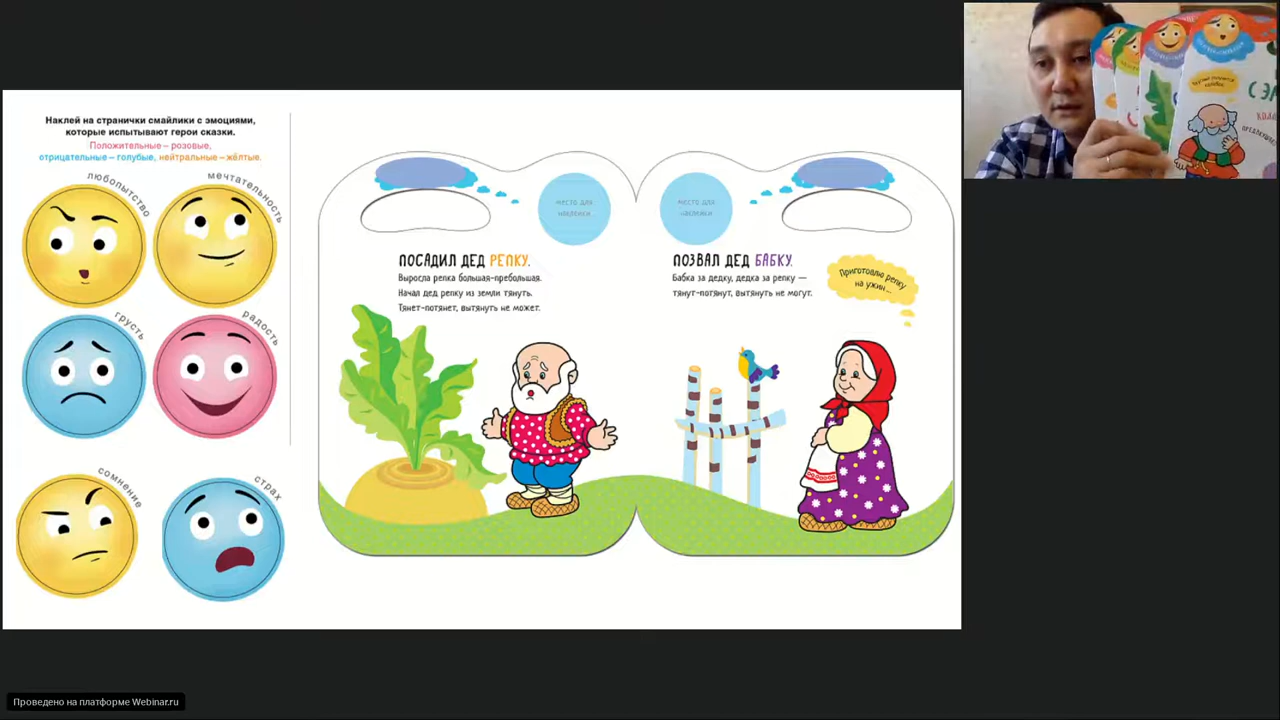 Наклей на странички смайлики с эмоциями,
которые испытывают герои сказки.
Положительные – розовые,
отрицательные – голубые, нейтральные – жёлтые.
любопытство
мечтательность
грусть
радость
сомнение
страх
место для
наклейки
место для
наклейки
ПОСАДИЛ ДЕД РЕПКУ.
Выросла репка большая-пребольшая.
Начал дед репку из земли тянуть.
Тянет-потянет, вытянуть не может.
ПОЗВАЛ ДЕД БАБКУ.
Бабка за дедку, дедка за репку —
тянут-потянут, вытянуть не могут.
Приготовлю репку
на ужин...
Проведено на платформе Webinar.ru